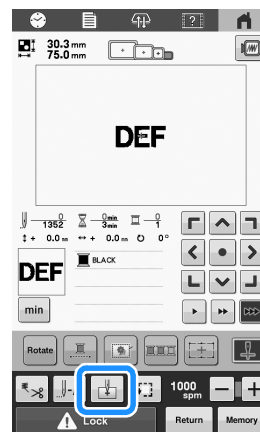 30.3 mm
75.0 mm
DEF
0
1352
0min
3min
0
1
+ 0.0 mm
+ 0.0 mm
0°
DEF
BLACK
min
Rotate
1000
spm
Lock
Return
Memory